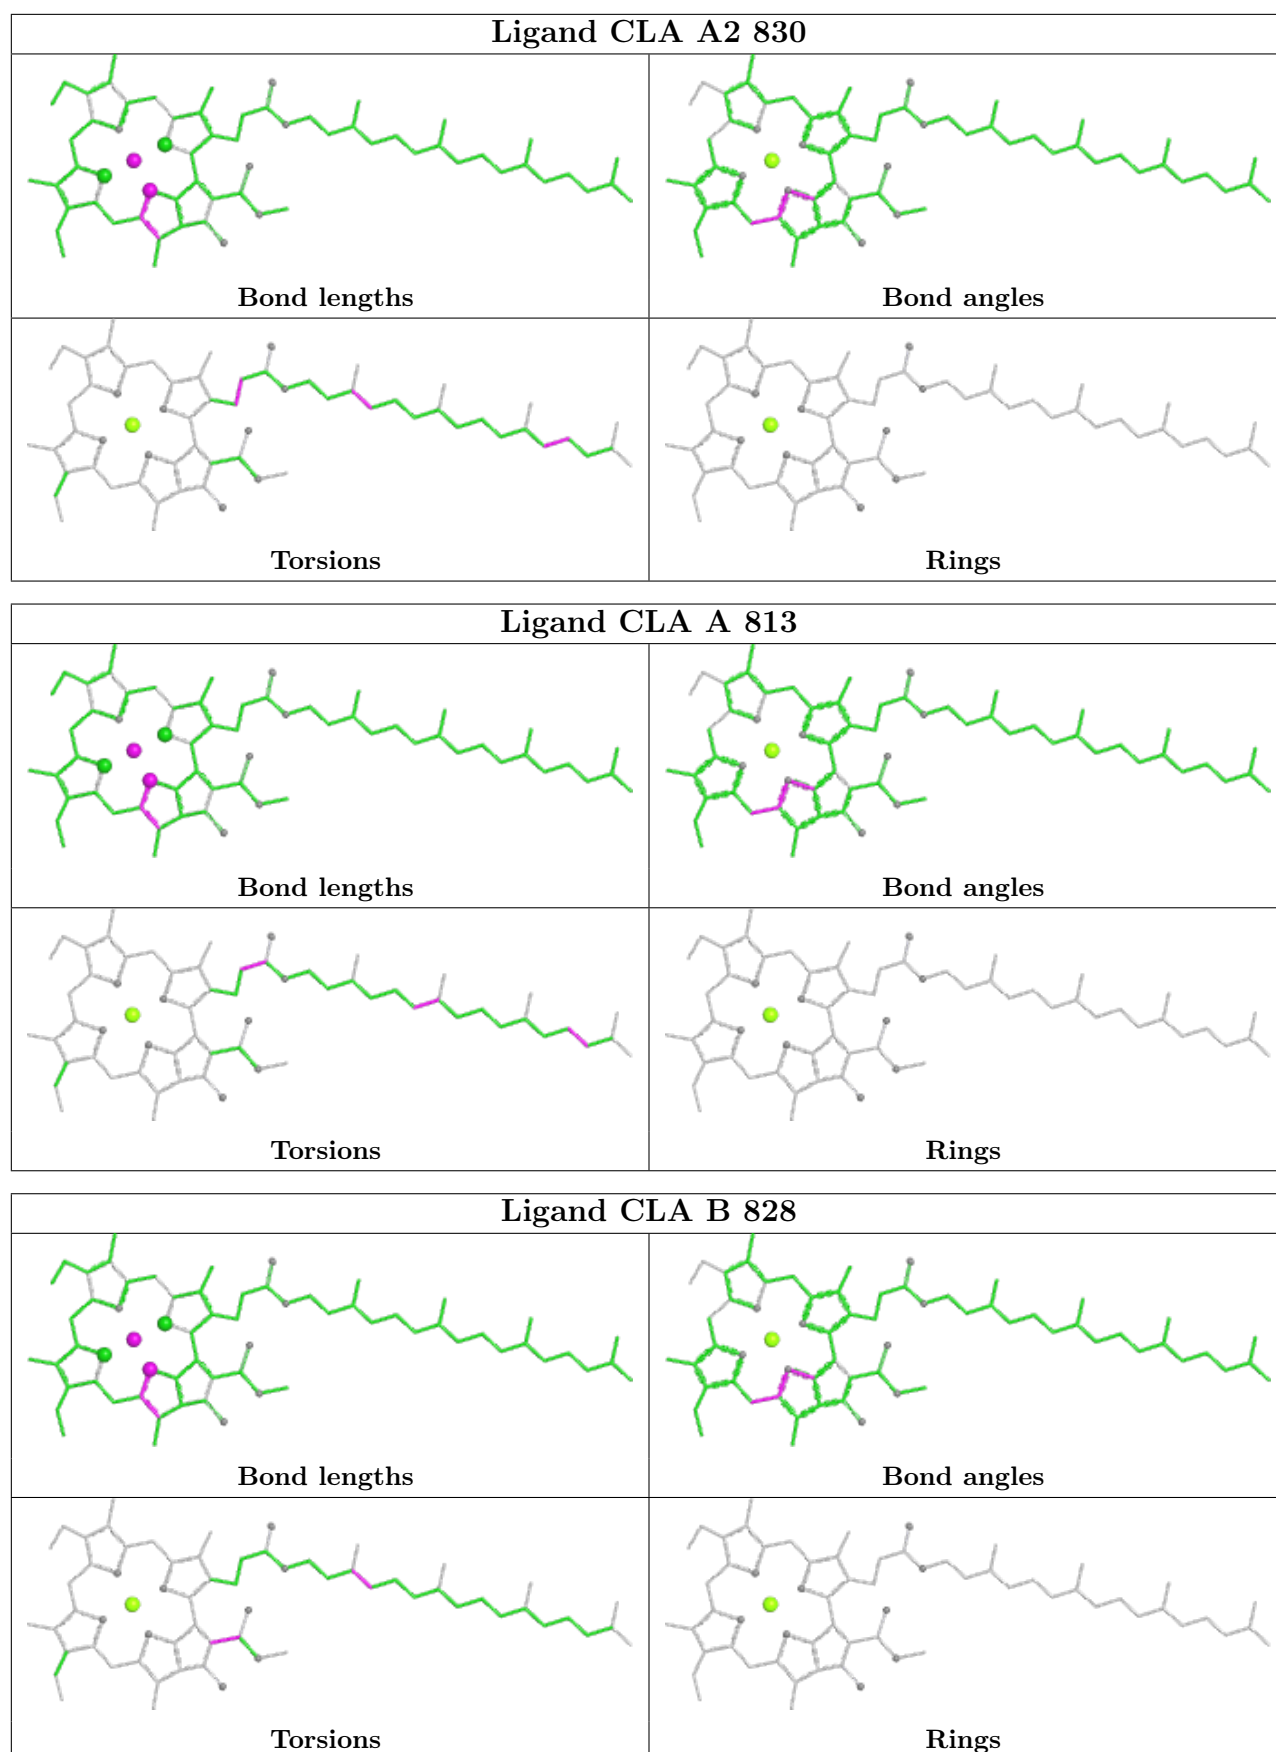 Ligand CLA A2 830
Bond lengths
Bond angles
Torsions
Rings
Ligand CLA A 813
Bond lengths
Bond angles
Torsions
Rings
Ligand CLA B 828
Bond lengths
Bond angles
Torsions
Rings